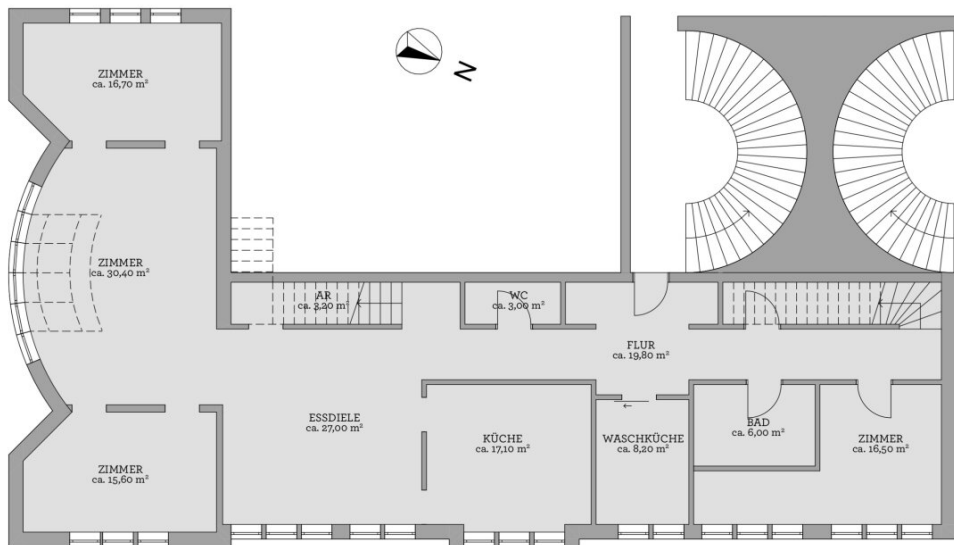 ZIMMER
ca. 16,70 m²
N
ZIMMER
ca. 30,40 m²
AR
ca. 3,20 m²
WC
ca. 3,00 m²
FLUR
ca. 19,80 m²
ESSDIELE
ca. 27,00 m²
KÜCHE
ca. 17,10 m²
WASCHKÜCHE
ca. 8,20 m²
BAD
ca. 6,00 m²
ZIMMER
ca. 16,50 m²
ZIMMER
ca. 15,60 m²